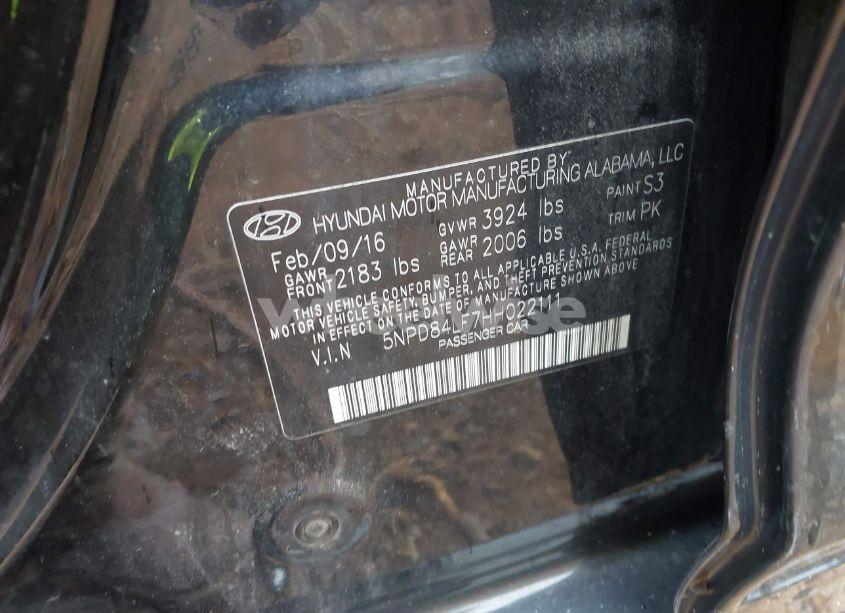 MANUFACTURED BY
HYUNDAI MOTOR MANUFACTURING ALABAMA, LLC
Feb/09/16 GVWR 3924 lbs PAINT S3
GAWR FRONT 2183 lbs GAWR REAR 2006 lbs TRIM PK
THIS VEHICLE CONFORMS TO ALL APPLICABLE U.S.A. FEDERAL
MOTOR VEHICLE SAFETY, BUMPER, AND THEFT PREVENTION STANDARDS
IN EFFECT ON THE DATE OF MANUFACTURE SHOWN ABOVE
V.I.N 5NPD84LF7HH022111
PASSENGER CAR